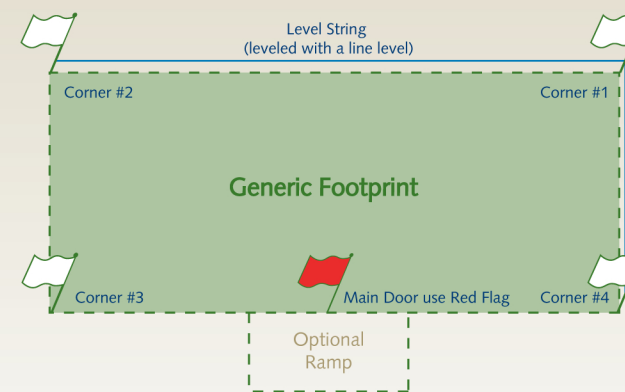 Level String
(leveled with a line level)
Corner #2
Corner #1
Generic Footprint
Corner #3
Main Door use Red Flag
Corner #4
Optional
Ramp